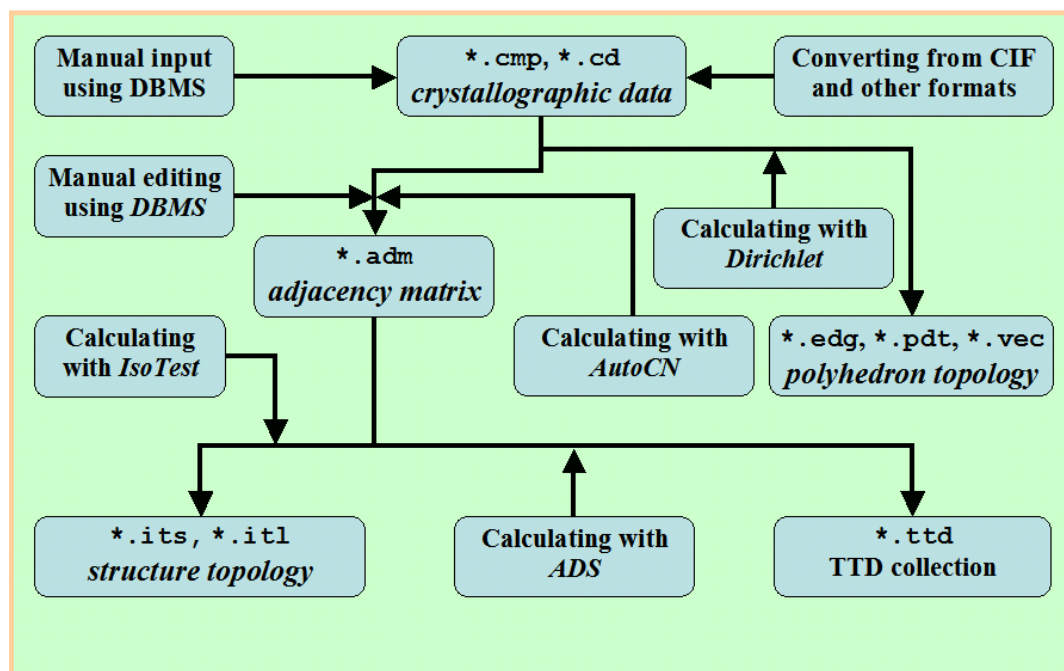 Manual input
using DBMS
*.cmp, *.cd
crystallographic data
Converting from CIF
and other formats
Manual editing
using DBMS
*.adm
adjacency matrix
Calculating with
Dirichlet
Calculating
with IsoTest
Calculating with
AutoCN
*.edg, *.pdt, *.vec
polyhedron topology
*.its, *.itl
structure topology
Calculating with
ADS
*.ttd
TTD collection